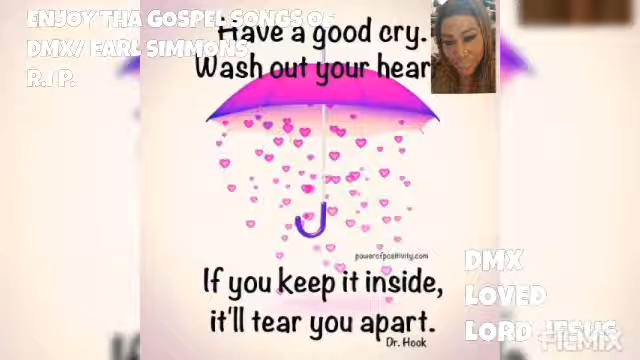 ENJOY THA GOSPEL SONGS OF
DMX/ EARL SIMMONS
R.I P.
Have a good cry.
Wash out your hear
powerofpositivity.com
If you keep it inside,
it'll tear you apart.
Dr. Hook
DMX
LOVED
LORD JESUS
FILMIX